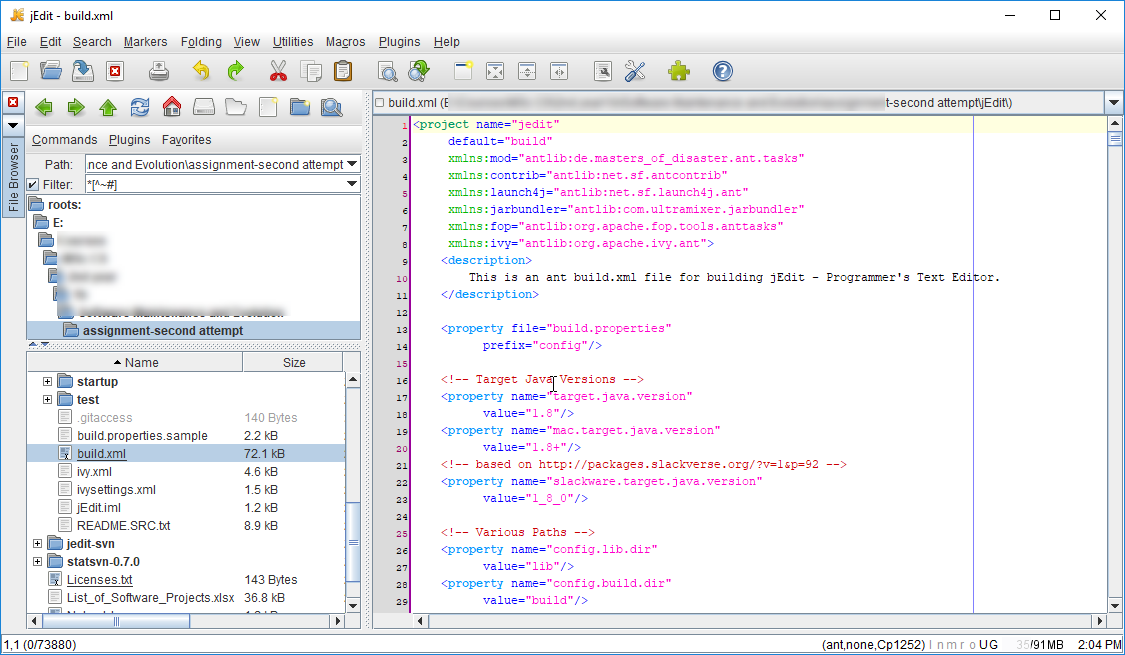 jEdit - build.xml
File Edit Search Markers Folding View Utilities Macros Plugins Help
File Browser
Commands Plugins Favorites
Path: nce and Evolution\assignment-second attempt
Filter: *[^~#]
roots:
E:
Software Maintenance and Evolution
assignment-second attempt
Name Size
startup
test
.gitaccess 140 Bytes
build.properties.sample 2.2 kB
build.xml 72.1 kB
ivy.xml 4.6 kB
ivysettings.xml 1.5 kB
jEdit.iml 1.2 kB
README.SRC.txt 8.9 kB
jedit-svn
statsvn-0.7.0
Licenses.txt 143 Bytes
List_of_Software_Projects.xlsx 36.8 kB
build.xml (E t-second attempt\jEdit\)
1 <project name="jedit"
2 default="build"
3 xmlns:mod="antlib:de.masters_of_disaster.ant.tasks"
4 xmlns:contrib="antlib:net.sf.antcontrib"
5 xmlns:launch4j="antlib:net.sf.launch4j.ant"
6 xmlns:jarbundler="antlib:com.ultramixer.jarbundler"
7 xmlns:fop="antlib:org.apache.fop.tools.anttasks"
8 xmlns:ivy="antlib:org.apache.ivy.ant">
9 <description>
10 This is an ant build.xml file for building jEdit - Programmer's Text Editor.
11 </description>
12
13 <property file="build.properties"
14 prefix="config"/>
15
16 <!-- Target Java Versions -->
17 <property name="target.java.version"
18 value="1.8"/>
19 <property name="mac.target.java.version"
20 value="1.8+"/>
21 <!-- based on http://packages.slackverse.org/?v=1&p=92 -->
22 <property name="slackware.target.java.version"
23 value="1_8_0"/>
24
25 <!-- Various Paths -->
26 <property name="config.lib.dir"
27 value="lib"/>
28 <property name="config.build.dir"
29 value="build"/>
1,1 (0/73880) (ant,none,Cp1252) l n m r o U G 35/91MB 2:04 PM